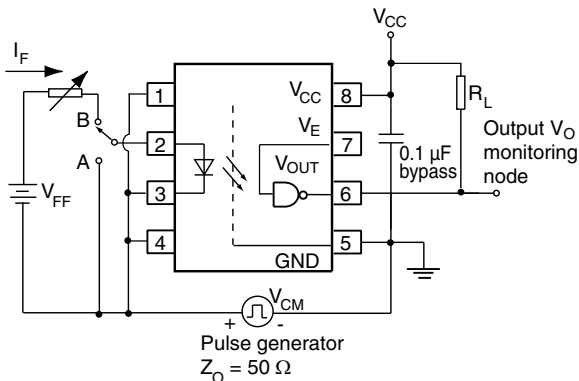 V_CC
I_F
1
V_CC
8
R_L
B
V_E
2
7
Output V_O
monitoring
node
A
0.1 µF
bypass
V_OUT
V_FF
3
6
4
5
GND
V_CM
+
-
Pulse generator
Z_O = 50 Ω